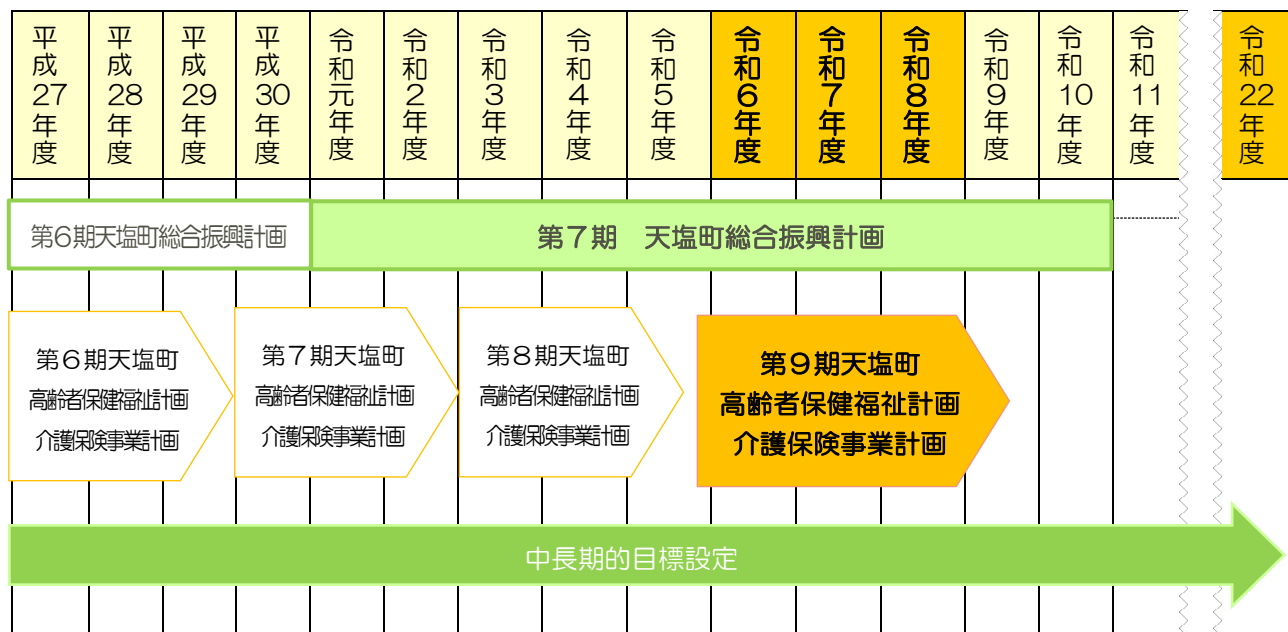 平成27年度
平成28年度
平成29年度
平成30年度
令和元年度
令和2年度
令和3年度
令和4年度
令和5年度
令和6年度
令和7年度
令和8年度
令和9年度
令和10年度
令和11年度
令和22年度
第6期天塩町総合振興計画
第7期　天塩町総合振興計画
第6期天塩町
高齢者保健福祉計画
介護保険事業計画
第7期天塩町
高齢者保健福祉計画
介護保険事業計画
第8期天塩町
高齢者保健福祉計画
介護保険事業計画
第9期天塩町
高齢者保健福祉計画
介護保険事業計画
中長期的目標設定